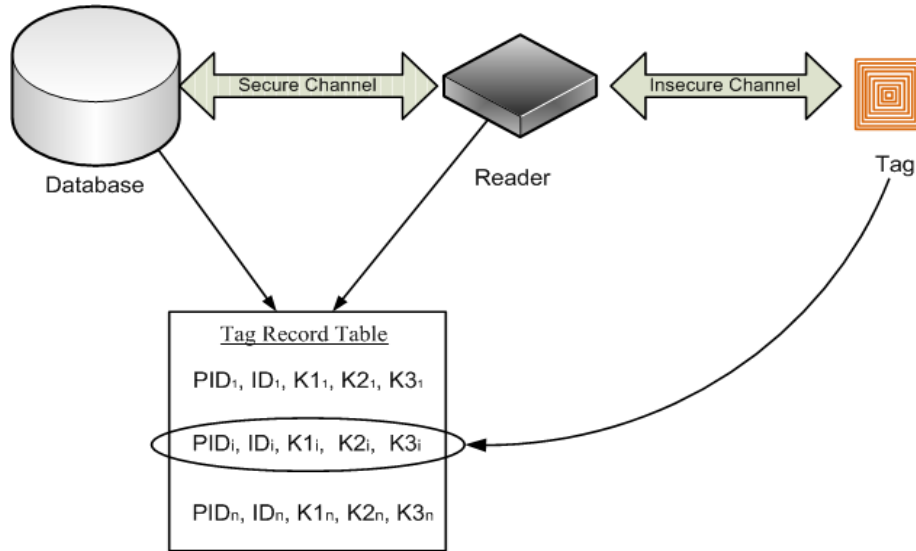 Secure Channel
Insecure Channel
Database
Reader
Tag
Tag Record Table
PID₁, ID₁, K1₁, K2₁, K3₁
PIDᵢ, IDᵢ, K1ᵢ, K2ᵢ, K3ᵢ
PIDₙ, IDₙ, K1ₙ, K2ₙ, K3ₙ